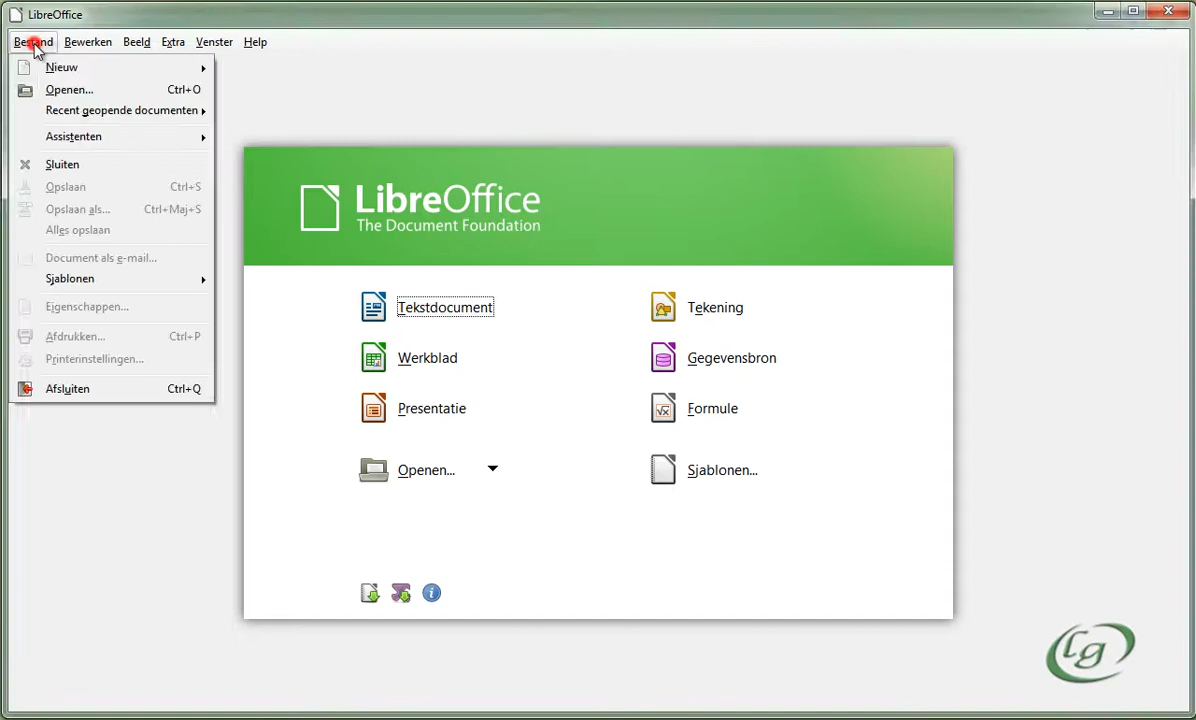 LibreOffice
Bestand Bewerken Beeld Extra Venster Help
Nieuw
Openen... Ctrl+O
Recent geopende documenten
Assistenten
Sluiten
Opslaan Ctrl+S
Opslaan als... Ctrl+Maj+S
Alles opslaan
Document als e-mail...
Sjablonen
Eigenschappen...
Afdrukken... Ctrl+P
Printerinstellingen...
Afsluiten Ctrl+Q
LibreOffice
The Document Foundation
Tekstdocument Tekening
Werkblad Gegevensbron
Presentatie Formule
Openen... Sjablonen...
Lg